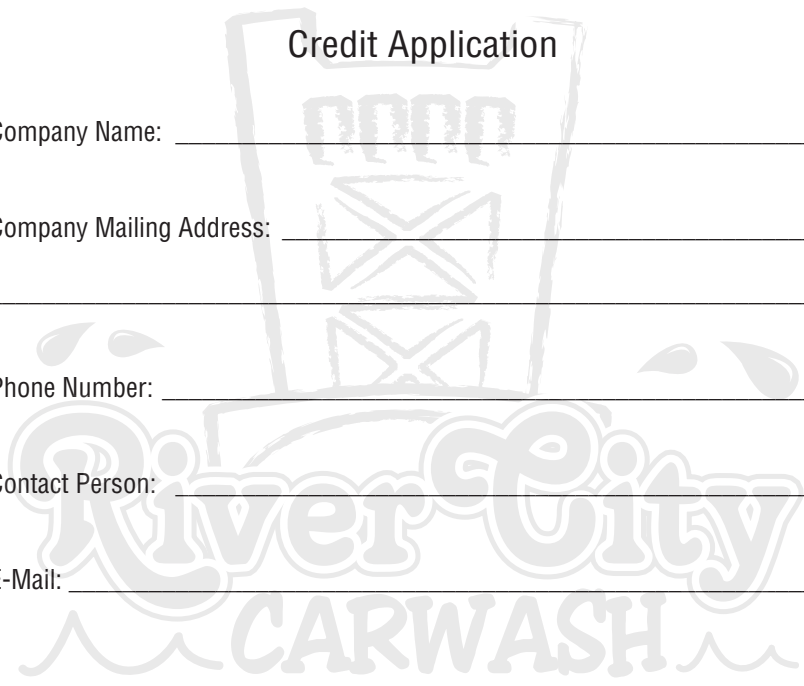 Credit Application
Company Name:
Company Mailing Address:
Phone Number:
Contact Person:
E-Mail:
River City
CARWASH